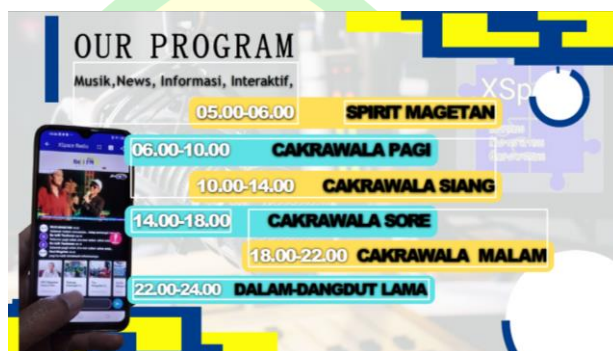 OUR PROGRAM
Musik,News, Informasi, Interaktif,
05.00-06.00 SPIRIT MAGETAN
06.00-10.00 CAKRAWALA PAGI
10.00-14.00 CAKRAWALA SIANG
14.00-18.00 CAKRAWALA SORE
18.00-22.00 CAKRAWALA MALAM
22.00-24.00 DALAM-DANGDUT LAMA
XSp
XSpace Radio